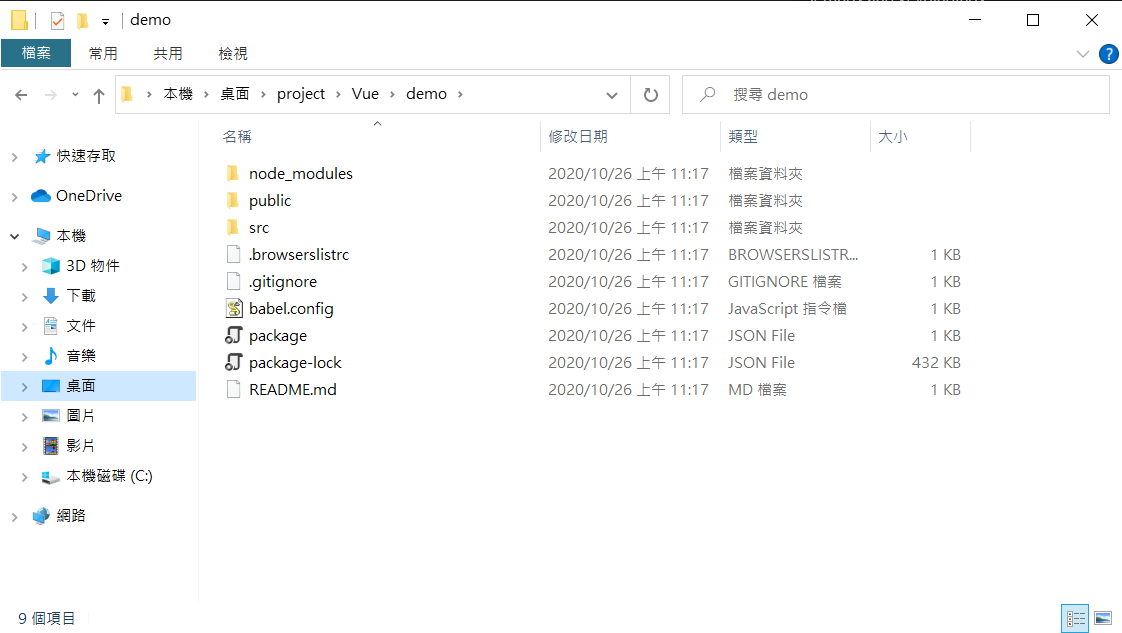 demo
檔案 常用 共用 檢視
本機 桌面 project Vue demo 搜尋 demo
名稱 修改日期 類型 大小
快速存取
OneDrive
本機
3D 物件
下載
文件
音樂
桌面
圖片
影片
本機磁碟 (C:)
網路
node_modules 2020/10/26 上午 11:17 檔案資料夾
public 2020/10/26 上午 11:17 檔案資料夾
src 2020/10/26 上午 11:17 檔案資料夾
.browserslistrc 2020/10/26 上午 11:17 BROWSERSLISTR... 1 KB
.gitignore 2020/10/26 上午 11:17 GITIGNORE 檔案 1 KB
babel.config 2020/10/26 上午 11:17 JavaScript 指令檔 1 KB
package 2020/10/26 上午 11:17 JSON File 1 KB
package-lock 2020/10/26 上午 11:17 JSON File 432 KB
README.md 2020/10/26 上午 11:17 MD 檔案 1 KB
9 個項目